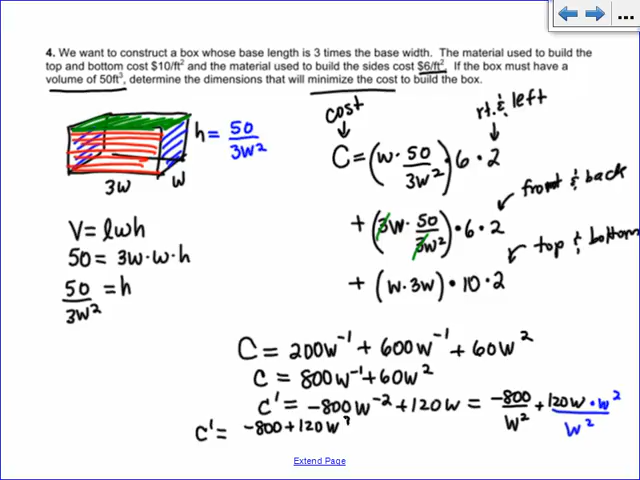 4. We want to construct a box whose base length is 3 times the base width. The material used to build the
top and bottom cost $10/ft² and the material used to build the sides cost $6/ft². If the box must have a
volume of 50ft³, determine the dimensions that will minimize the cost to build the box.
cost
rt. & left
h = 50/3w²
3w
w
C = (w · 50/3w²) · 6 · 2
front & back
+ (3w · 50/3w²) · 6 · 2
top & bottom
+ (w · 3w) · 10 · 2
V = lwh
50 = 3w · w · h
50/3w² = h
C = 200w⁻¹ + 600w⁻¹ + 60w²
C = 800w⁻¹ + 60w²
C' = -800w⁻² + 120w = -800/w² + 120w · w²/w²
C' = -800 + 120w³
Extend Page